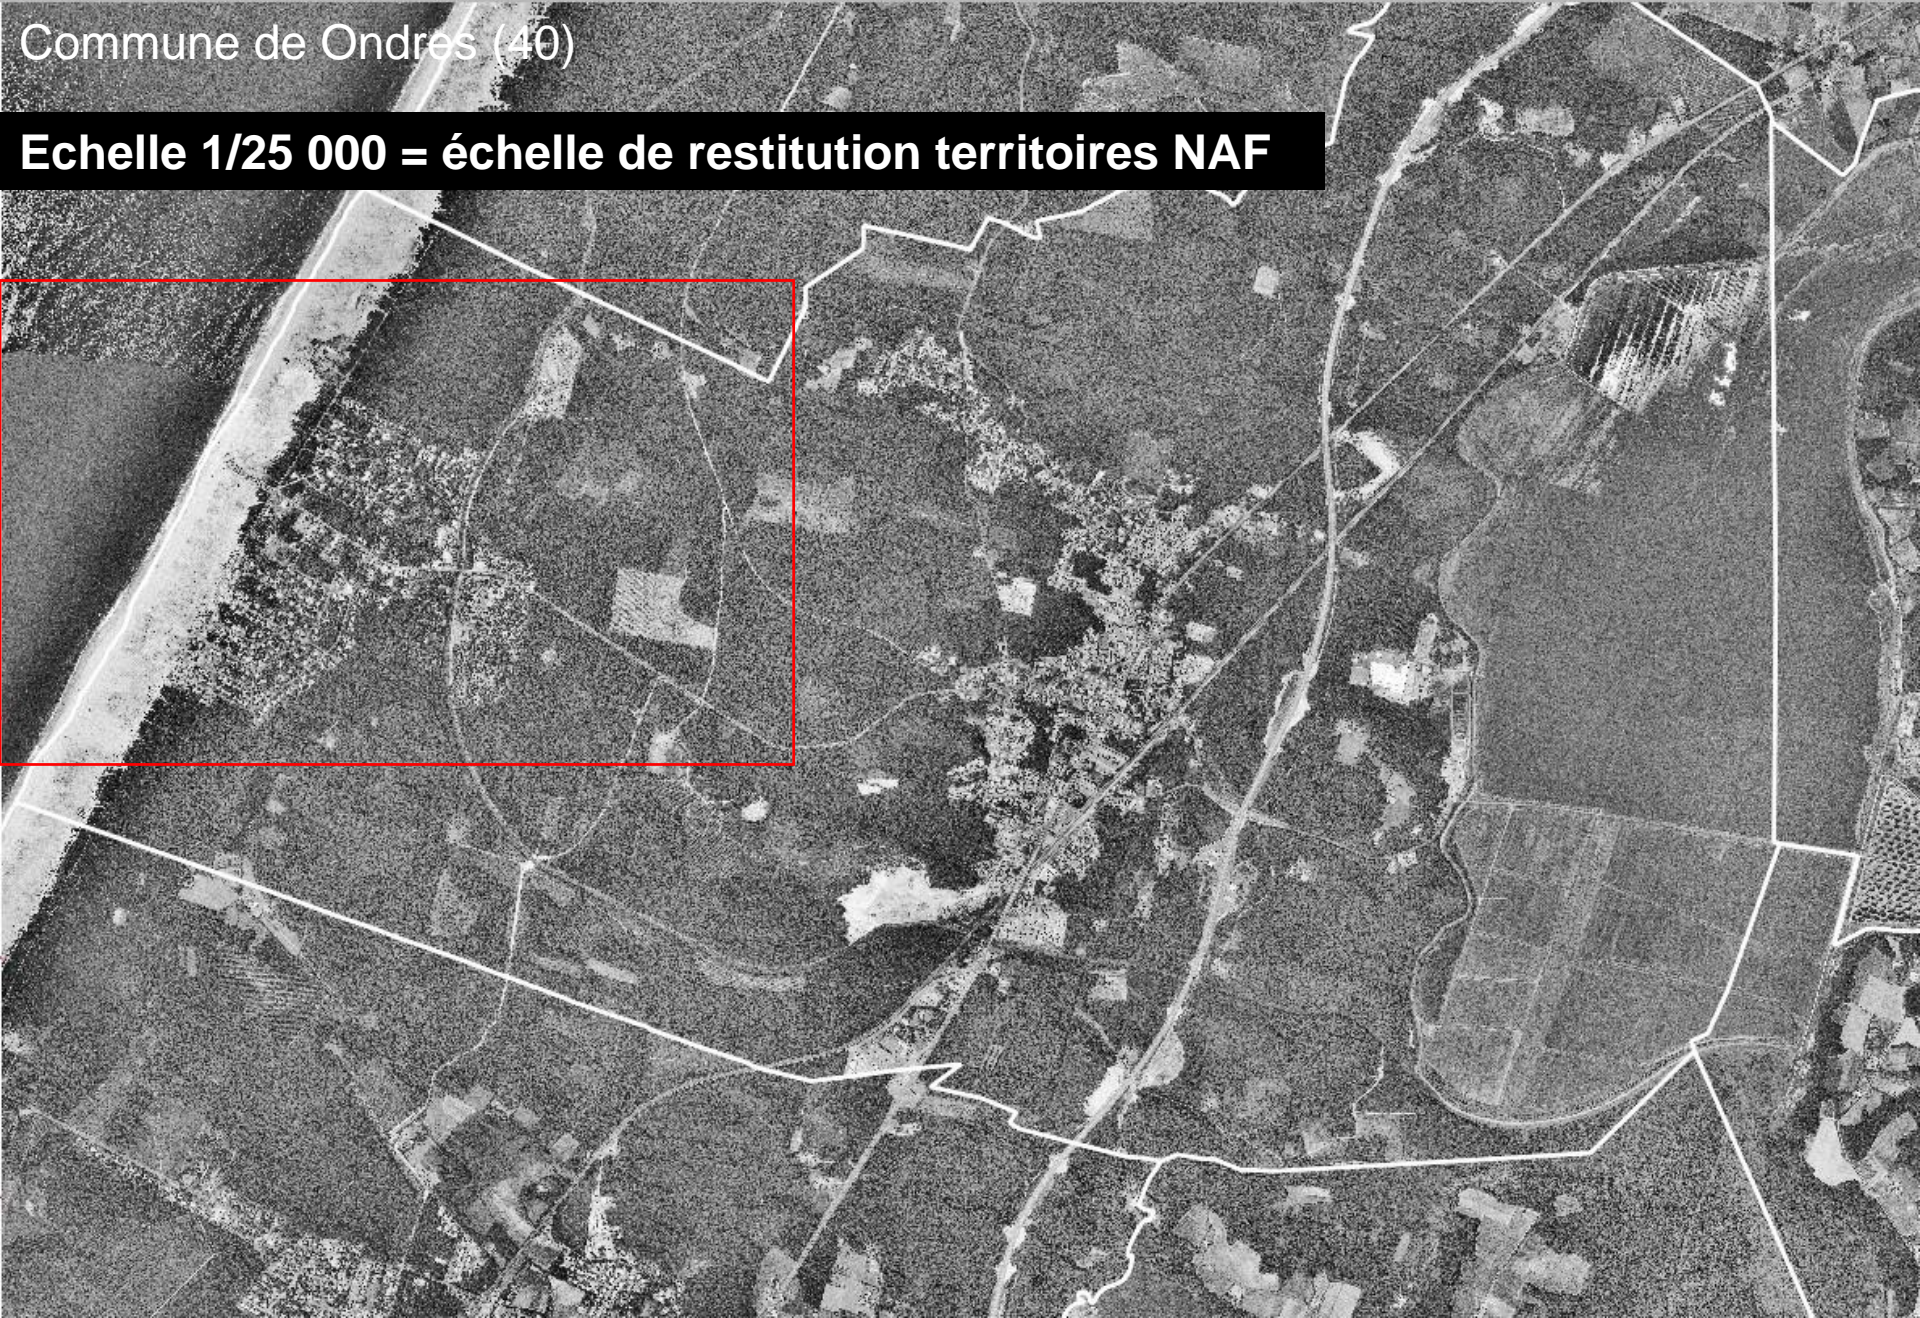 Commune de Ondres (40)
Echelle 1/25 000 = échelle de restitution territoires NAF